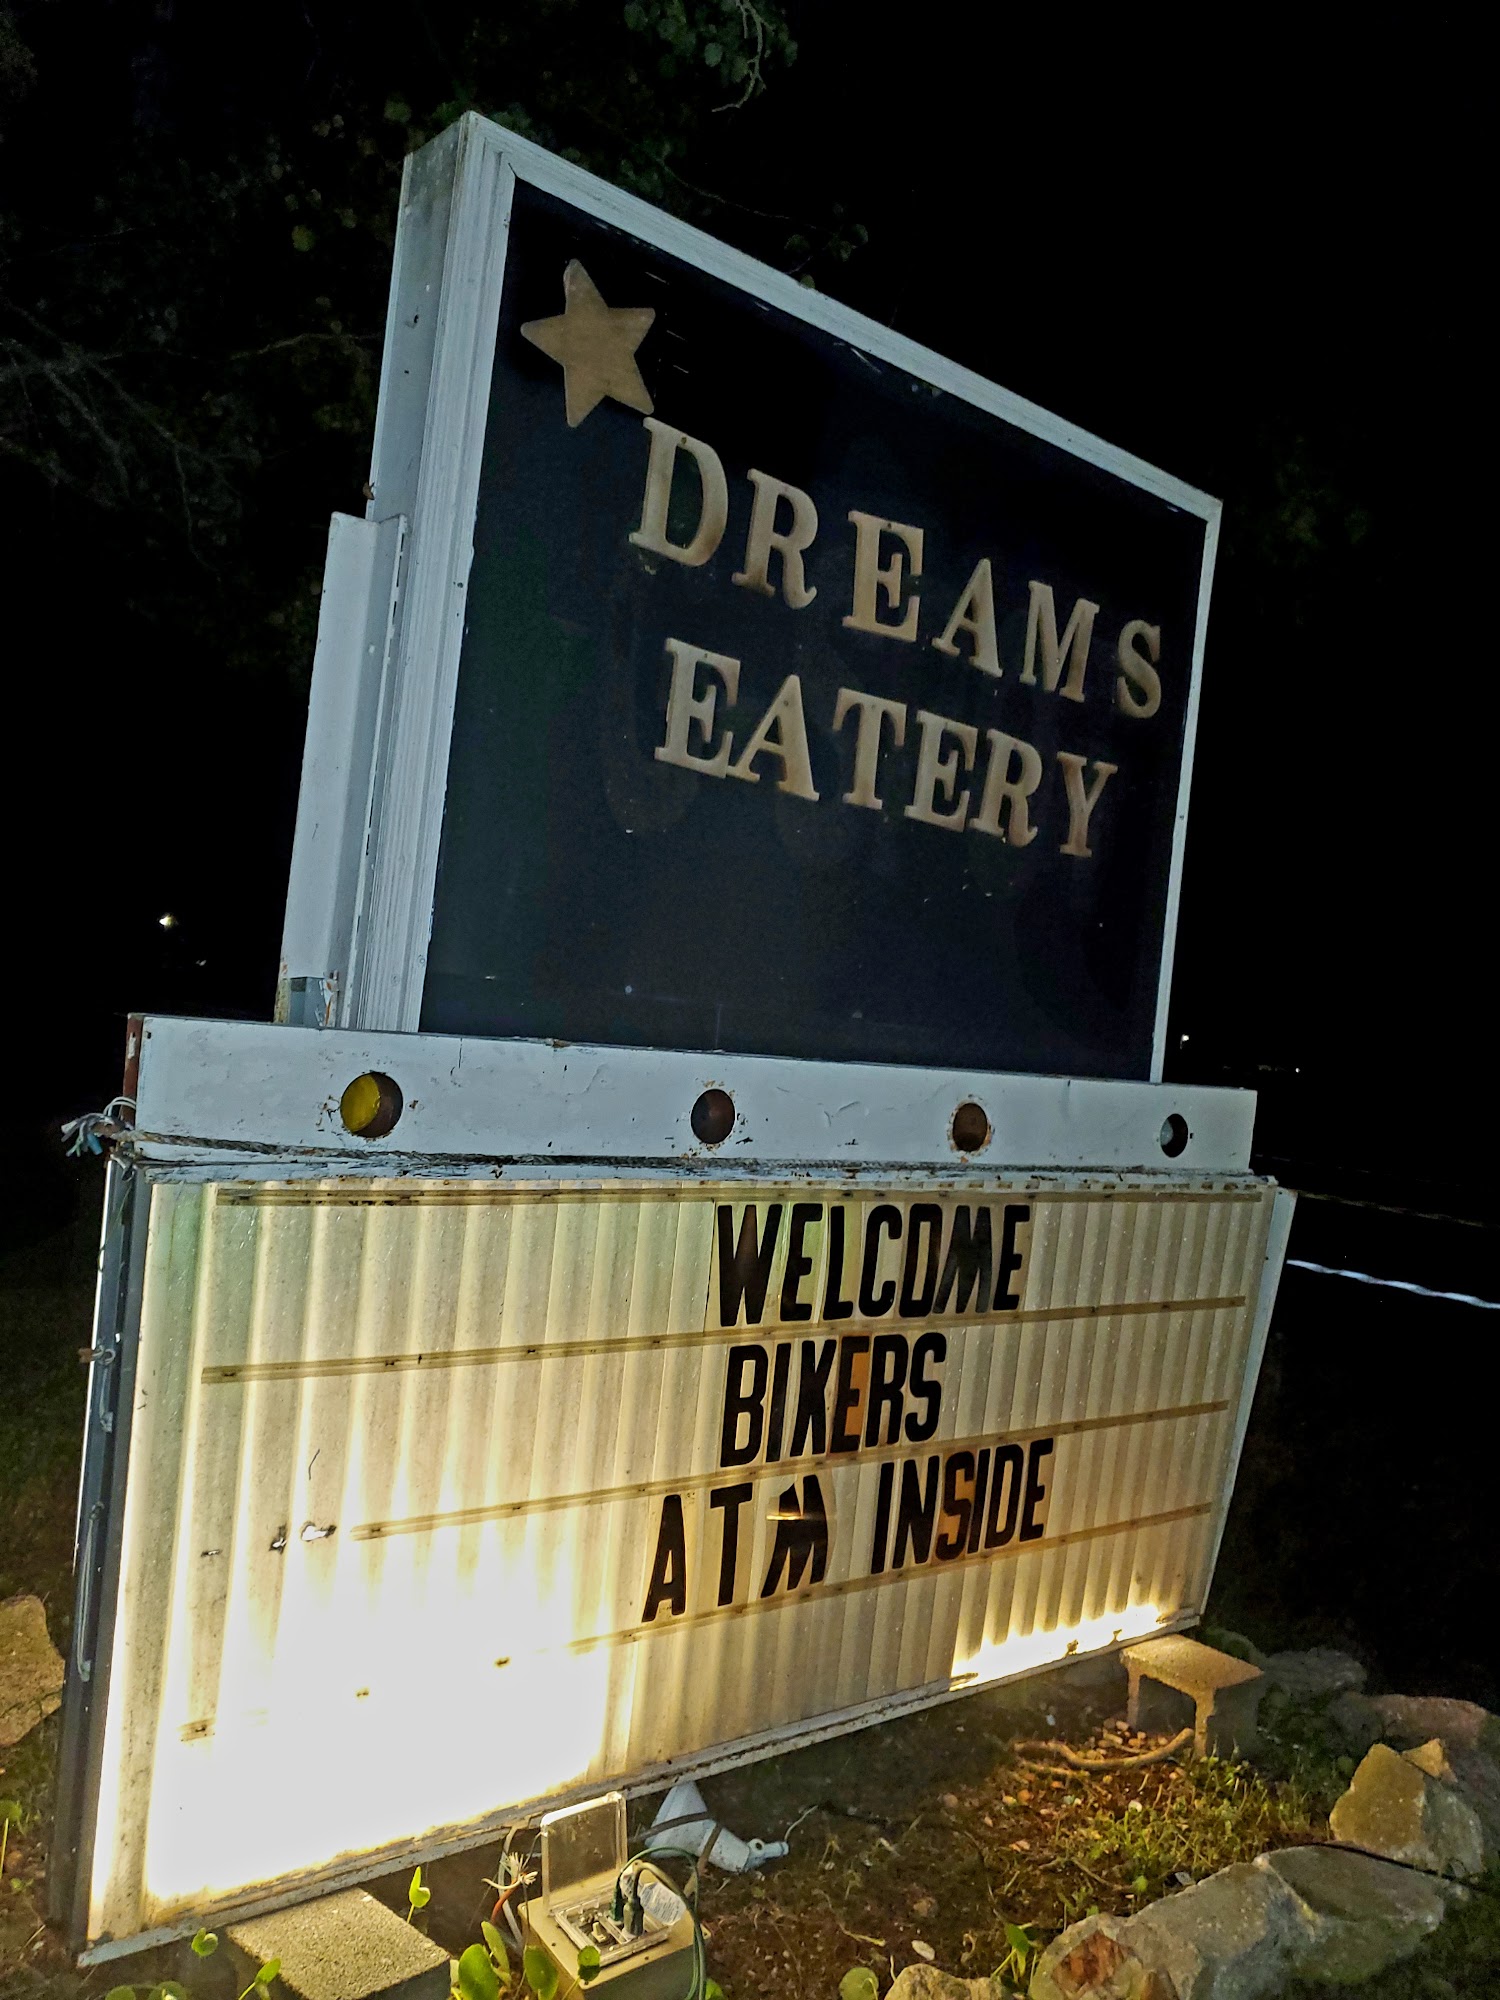 DREAMS
EATERY
WELCOME
BIKERS
ATM INSIDE